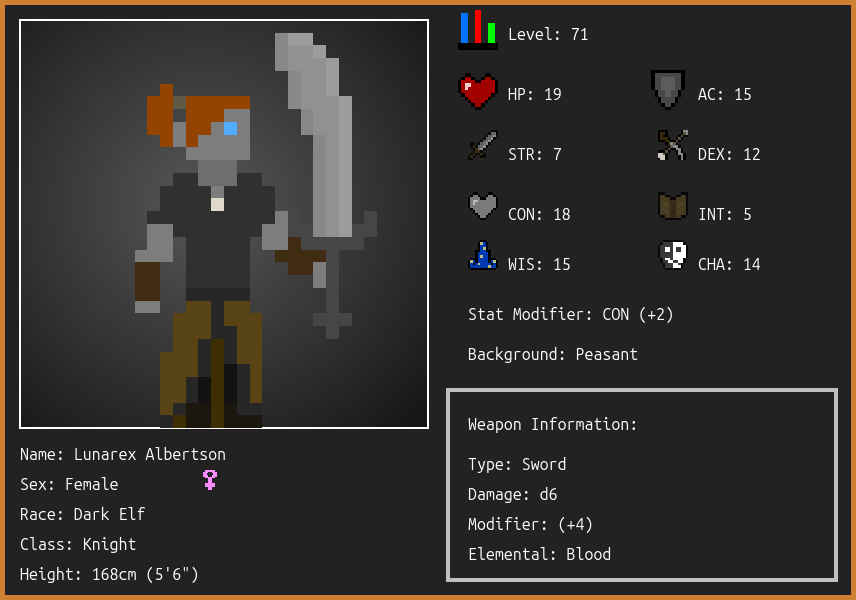 Level: 71
HP: 19
AC: 15
STR: 7
DEX: 12
CON: 18
INT: 5
WIS: 15
CHA: 14
Stat Modifier: CON (+2)
Background: Peasant
Weapon Information:
Type: Sword
Damage: d6
Modifier: (+4)
Elemental: Blood
Name: Lunarex Albertson
Sex: Female
Race: Dark Elf
Class: Knight
Height: 168cm (5'6")